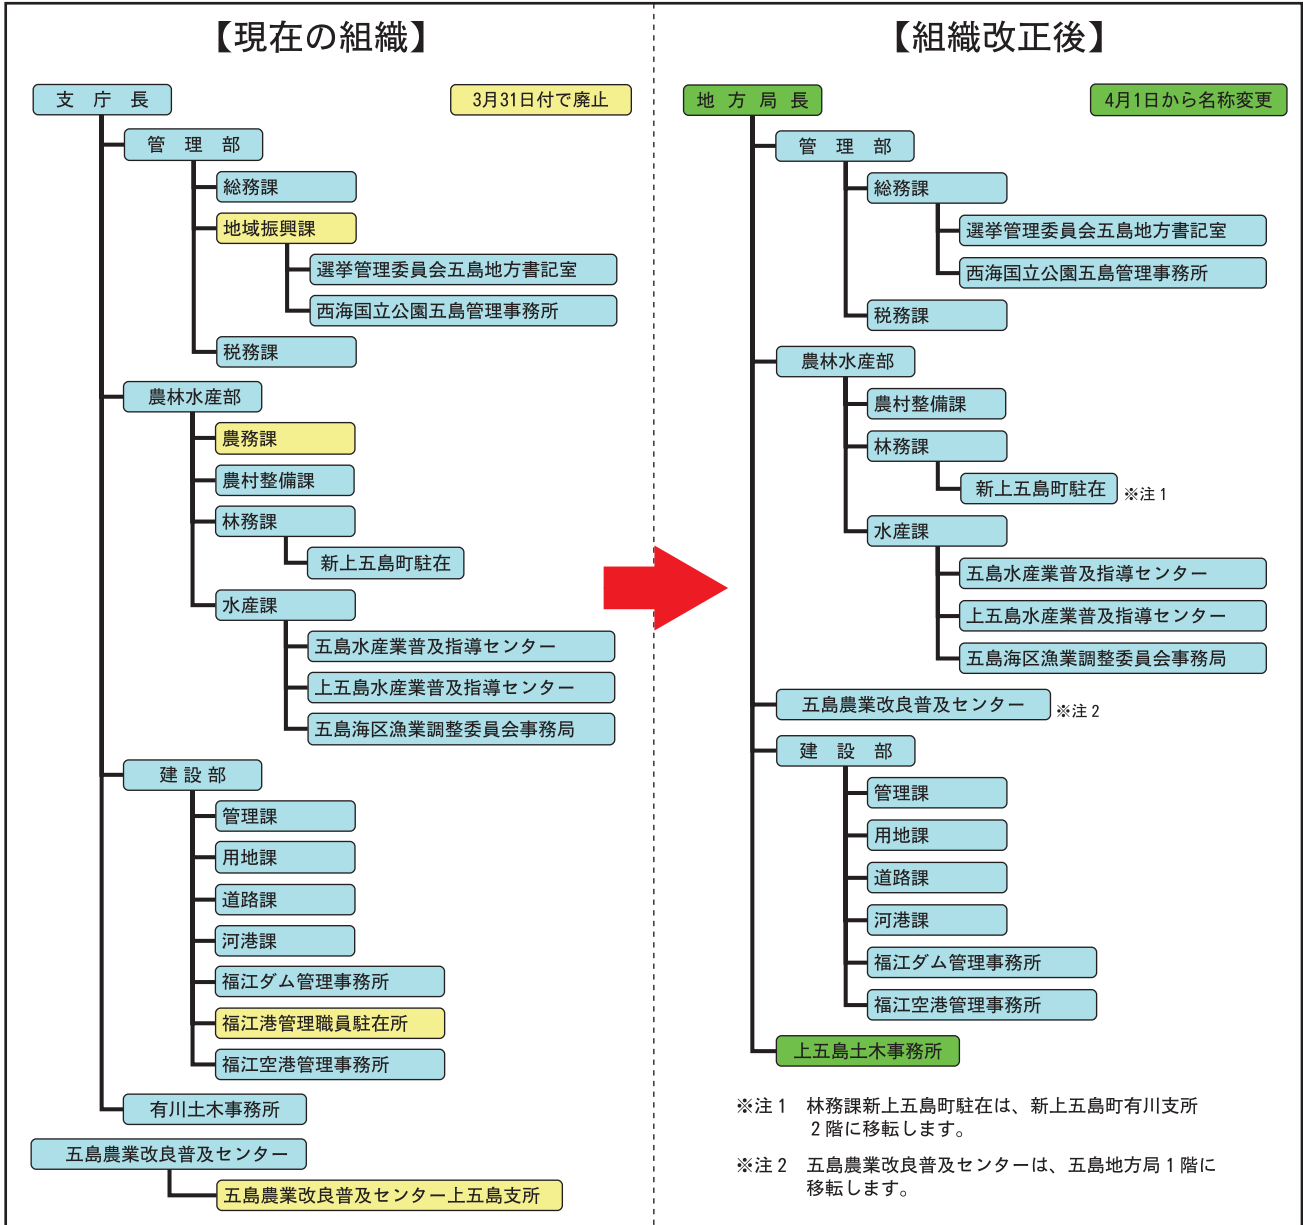 【現在の組織】
支庁長
3月31日付で廃止
管理部
総務課
地域振興課
選挙管理委員会五島地方書記室
西海国立公園五島管理事務所
税務課
農林水産部
農務課
農村整備課
林務課
新上五島町駐在
水産課
五島水産業普及指導センター
上五島水産業普及指導センター
五島海区漁業調整委員会事務局
建設部
管理課
用地課
道路課
河港課
福江ダム管理事務所
福江港管理職員駐在所
福江空港管理事務所
有川土木事務所
五島農業改良普及センター
五島農業改良普及センター上五島支所
【組織改正後】
地方局長
4月1日から名称変更
管理部
総務課
選挙管理委員会五島地方書記室
西海国立公園五島管理事務所
税務課
農林水産部
農村整備課
林務課
新上五島町駐在 ※注1
水産課
五島水産業普及指導センター
上五島水産業普及指導センター
五島海区漁業調整委員会事務局
五島農業改良普及センター ※注2
建設部
管理課
用地課
道路課
河港課
福江ダム管理事務所
福江空港管理事務所
上五島土木事務所
※注1 林務課新上五島町駐在は、新上五島町有川支所
2階に移転します。
※注2 五島農業改良普及センターは、五島地方局1階に
移転します。